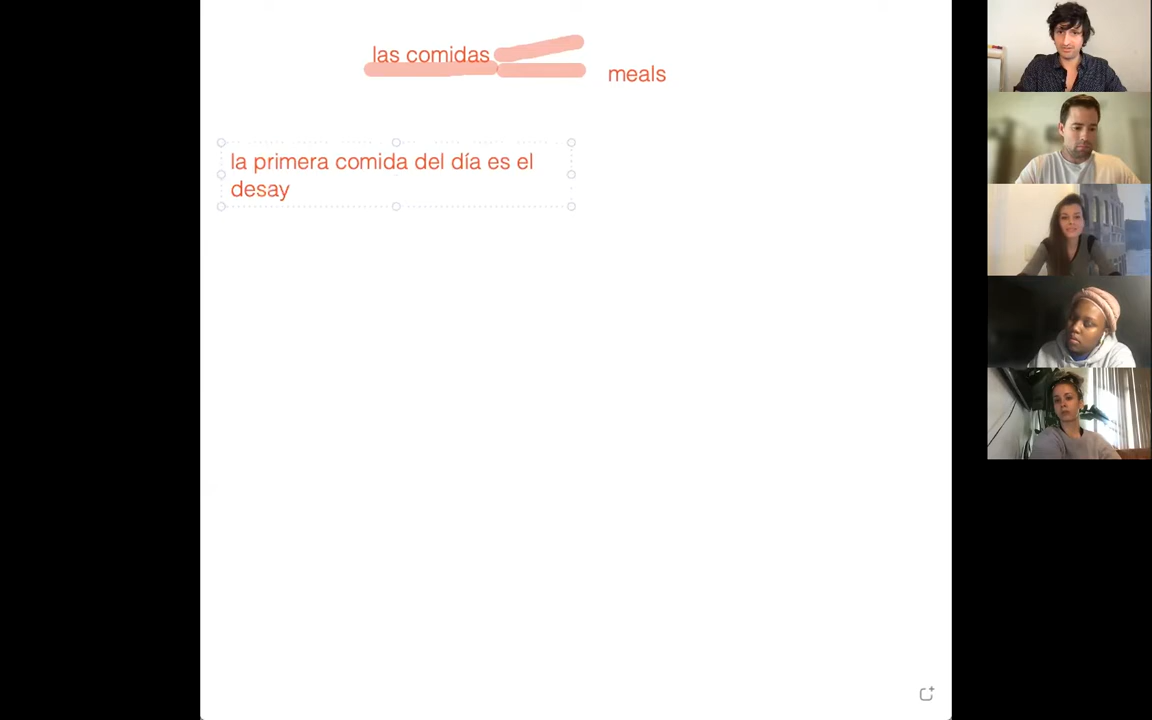 las comidas
meals
la primera comida del día es el
desay